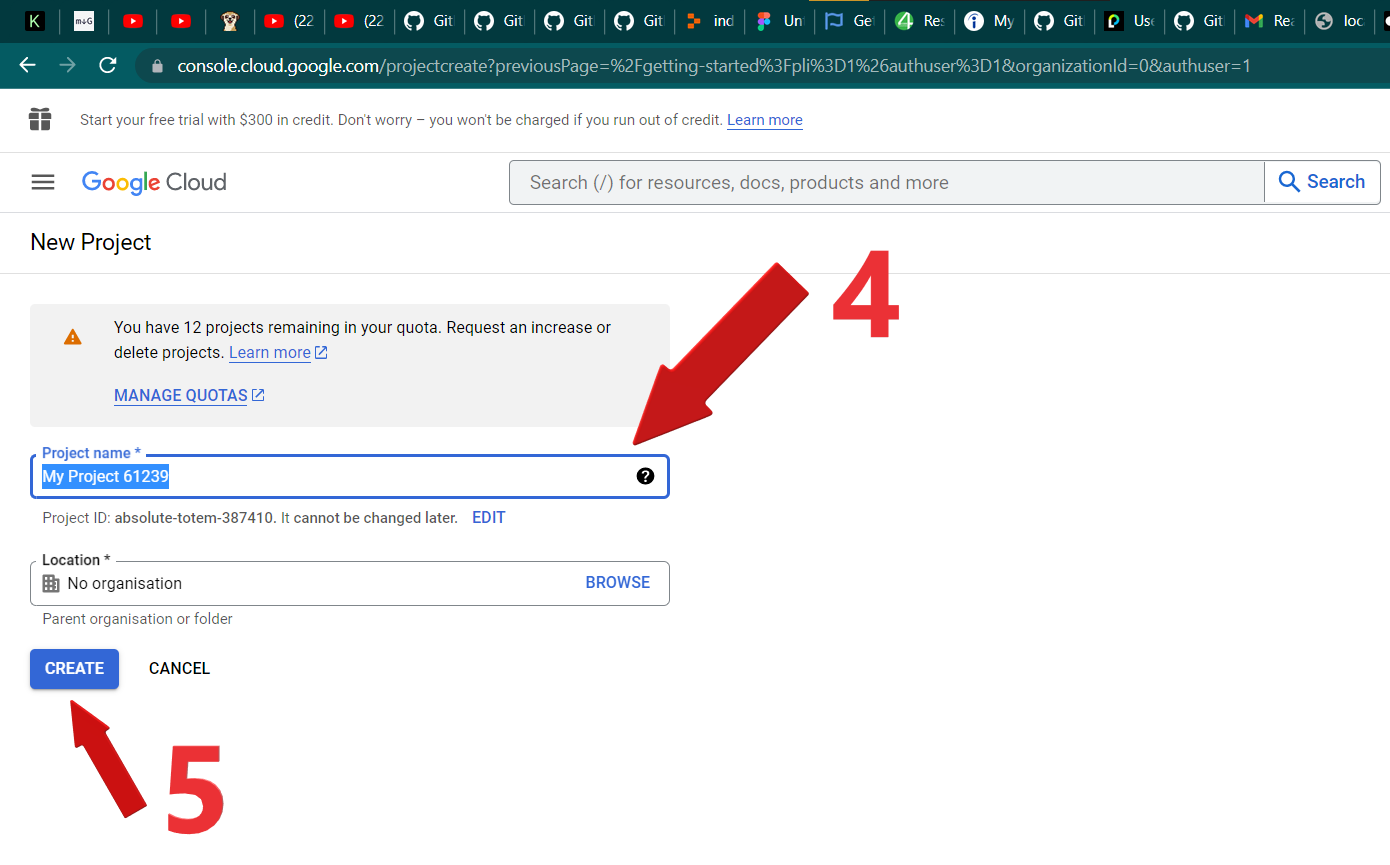 K
m↓G
(22
(22
Git
Git
Git
Git
ind
Un
Get
Res
My
Git
Use
Git
Rea
loc
console.cloud.google.com/projectcreate?previousPage=%2Fgetting-started%3Fpli%3D1%26authuser%3D1&organizationId=0&authuser=1
Start your free trial with $300 in credit. Don't worry – you won't be charged if you run out of credit. Learn more
Google Cloud
Search (/) for resources, docs, products and more
Search
New Project
4
You have 12 projects remaining in your quota. Request an increase or
delete projects. Learn more
MANAGE QUOTAS
Project name *
My Project 61239
Project ID: absolute-totem-387410. It cannot be changed later. EDIT
Location *
No organisation
BROWSE
Parent organisation or folder
CREATE
CANCEL
5